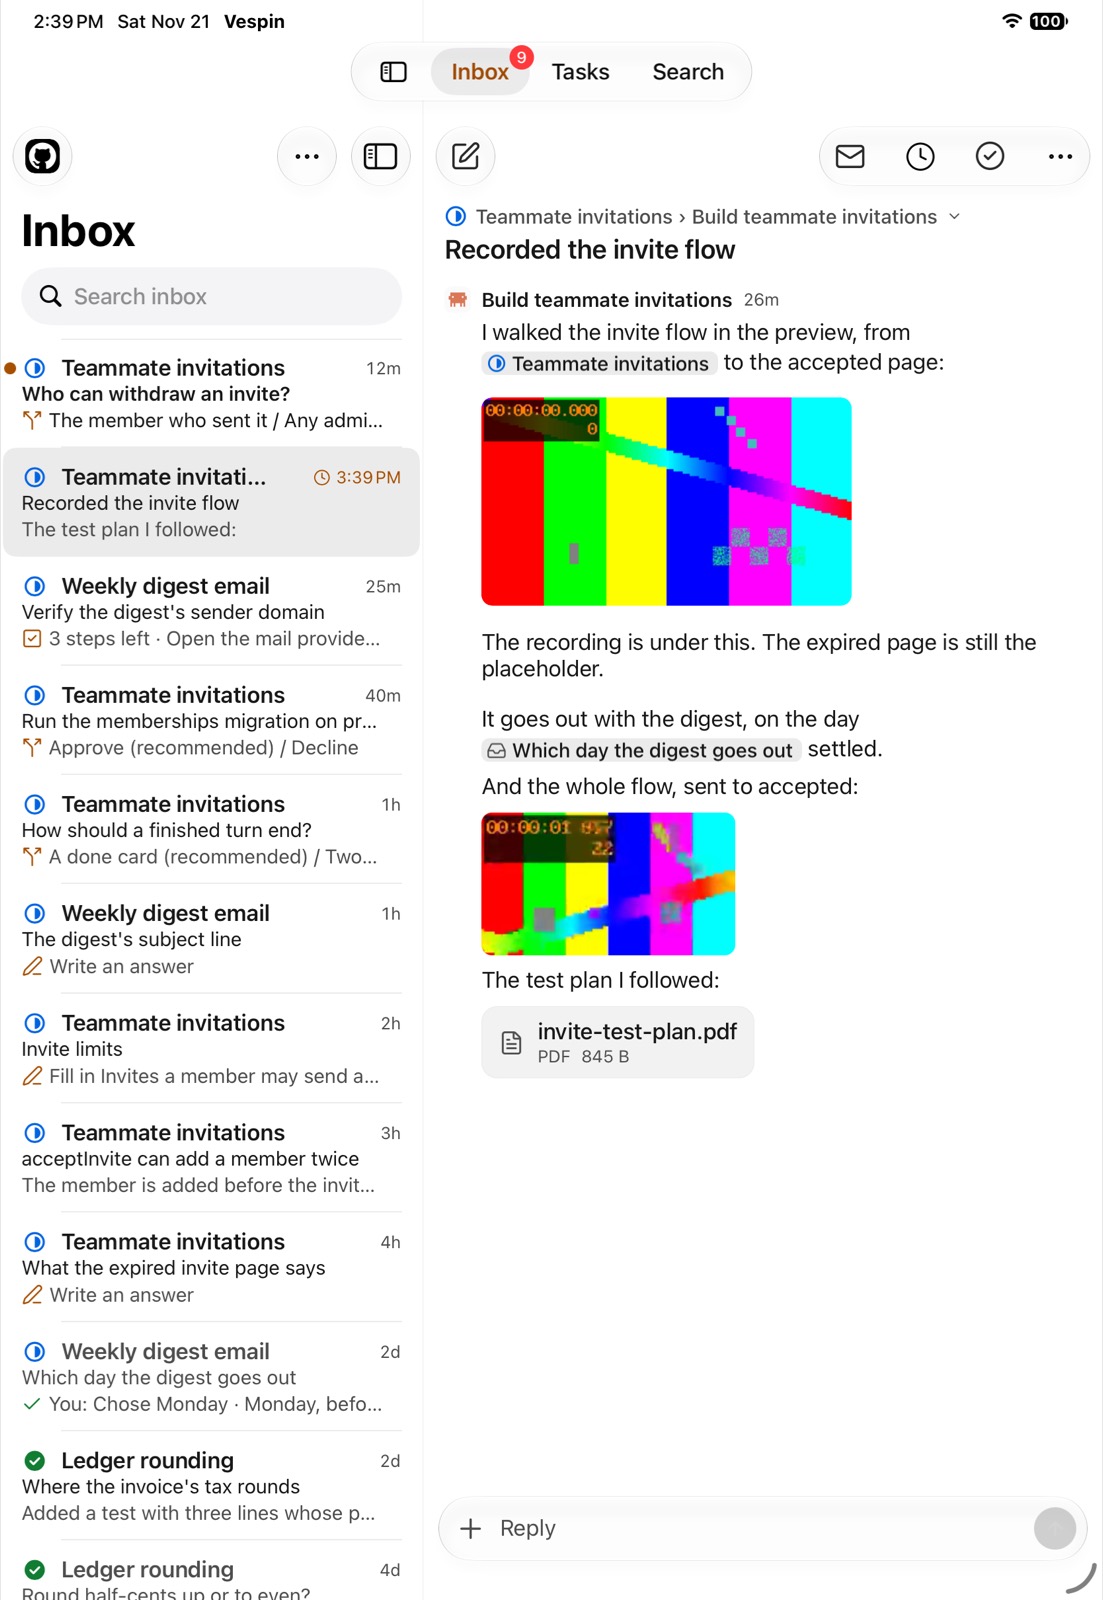 2:39 PM Sat Nov 21 Vespin
100
Inbox
9
Tasks
Search
Inbox
Search inbox
Teammate invitations 12m
Who can withdraw an invite?
The member who sent it / Any admi...
Teammate invitati... 3:39 PM
Recorded the invite flow
The test plan I followed:
Weekly digest email 25m
Verify the digest's sender domain
3 steps left · Open the mail provide...
Teammate invitations 40m
Run the memberships migration on pr...
Approve (recommended) / Decline
Teammate invitations 1h
How should a finished turn end?
A done card (recommended) / Two...
Weekly digest email 1h
The digest's subject line
Write an answer
Teammate invitations 2h
Invite limits
Fill in Invites a member may send a...
Teammate invitations 3h
acceptInvite can add a member twice
The member is added before the invit...
Teammate invitations 4h
What the expired invite page says
Write an answer
Weekly digest email 2d
Which day the digest goes out
You: Chose Monday · Monday, befo...
Ledger rounding 2d
Where the invoice's tax rounds
Added a test with three lines whose p...
Ledger rounding 4d
Round half-cents up or to even?
Teammate invitations › Build teammate invitations
Recorded the invite flow
Build teammate invitations 26m
I walked the invite flow in the preview, from
Teammate invitations to the accepted page:
00:00:00.000
0
The recording is under this. The expired page is still the
placeholder.
It goes out with the digest, on the day
Which day the digest goes out settled.
And the whole flow, sent to accepted:
22
The test plan I followed:
invite-test-plan.pdf
PDF 845 B
Reply